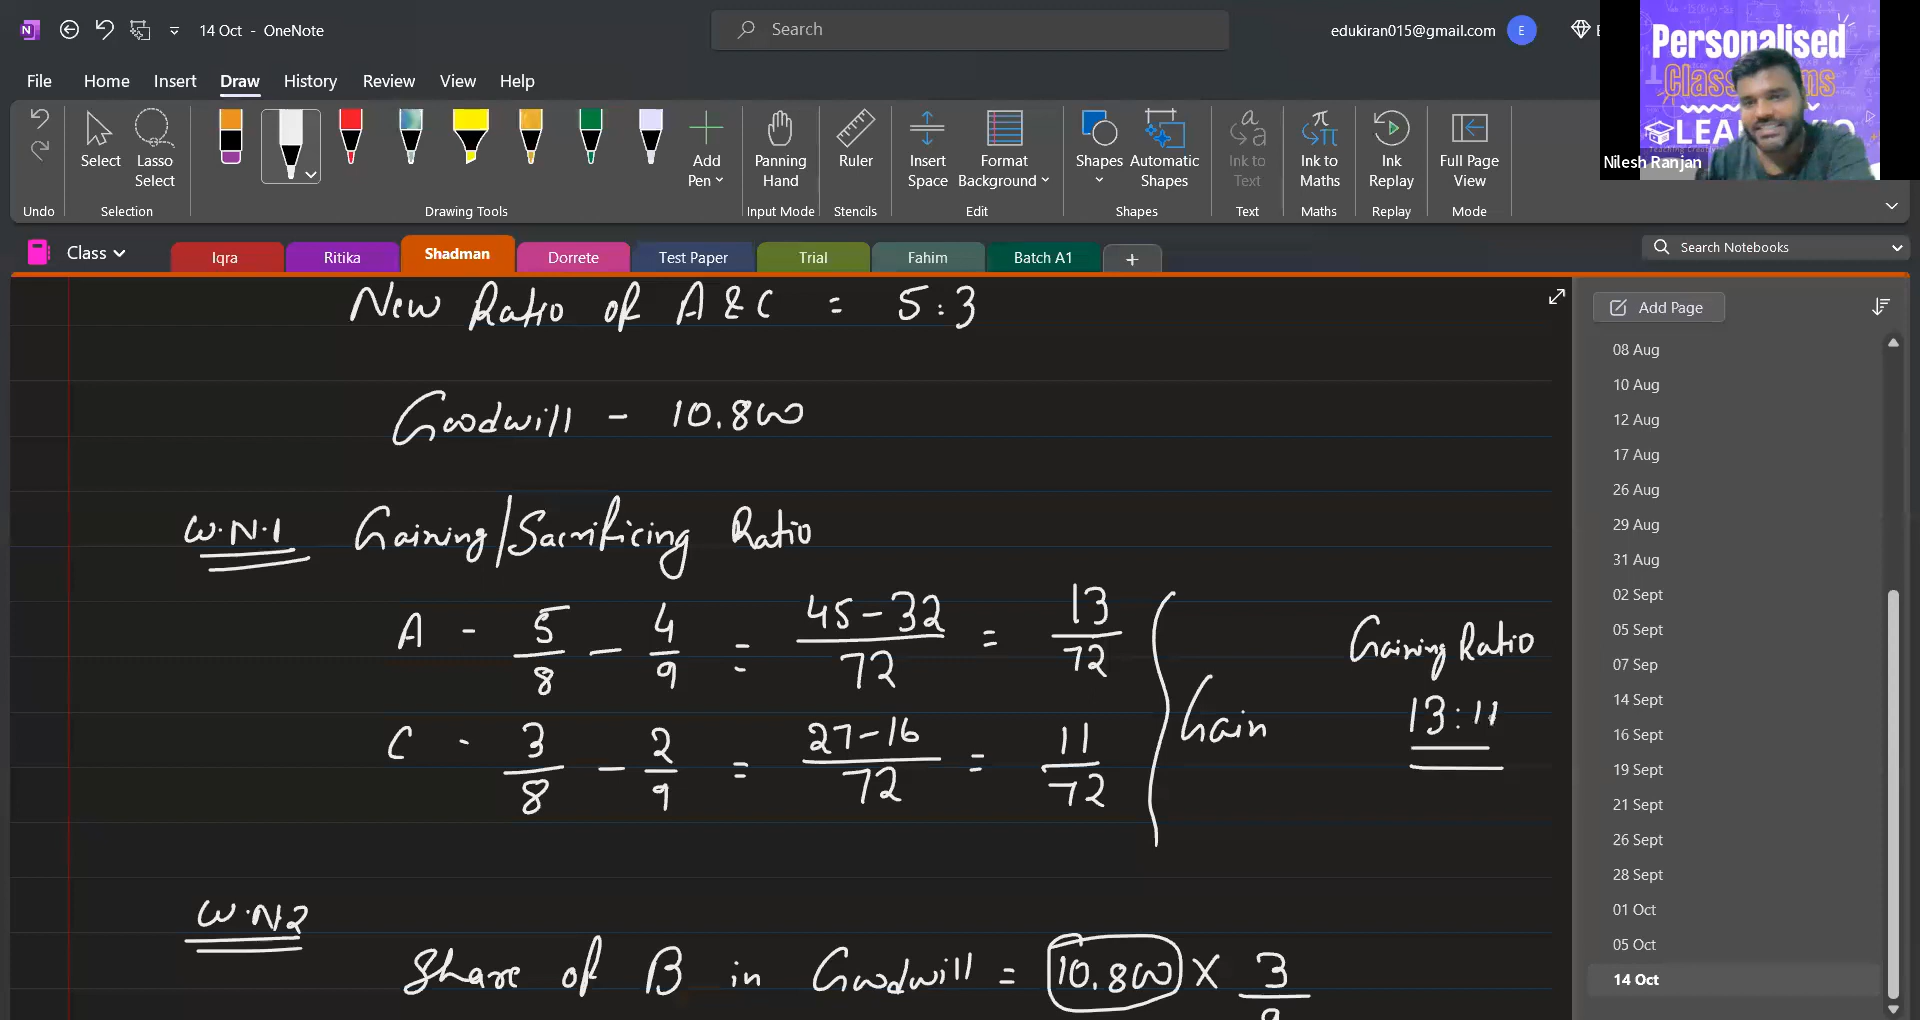 14 Oct - OneNote
Search
edukiran015@gmail.com
E
Personalised
Nilesh Ranjan
File Home Insert Draw History Review View Help
Select
Lasso Select
Add Pen
Panning Hand
Ruler
Insert Space
Format Background
Shapes
Automatic Shapes
Ink to Text
Ink to Maths
Ink Replay
Full Page View
Undo Selection Drawing Tools Input Mode Stencils Edit Shapes Text Maths Replay Mode
Class
Iqra Ritika Shadman Dorrete Test Paper Trial Fahim Batch A1 +
Search Notebooks
New Ratio of A & C = 5:3
Goodwill - 10,800
W.N.1 Gaining/Sacrificing Ratio
A - 5/8 - 4/9 = 45-32/72 = 13/72
C - 3/8 - 2/9 = 27-16/72 = 11/72
Gain
Gaining Ratio
13:11
W.N.2
Share of B in Goodwill = 10,800 × 3/9
Add Page
08 Aug
10 Aug
12 Aug
17 Aug
26 Aug
29 Aug
31 Aug
02 Sept
05 Sept
07 Sep
14 Sept
16 Sept
19 Sept
21 Sept
26 Sept
28 Sept
01 Oct
05 Oct
14 Oct